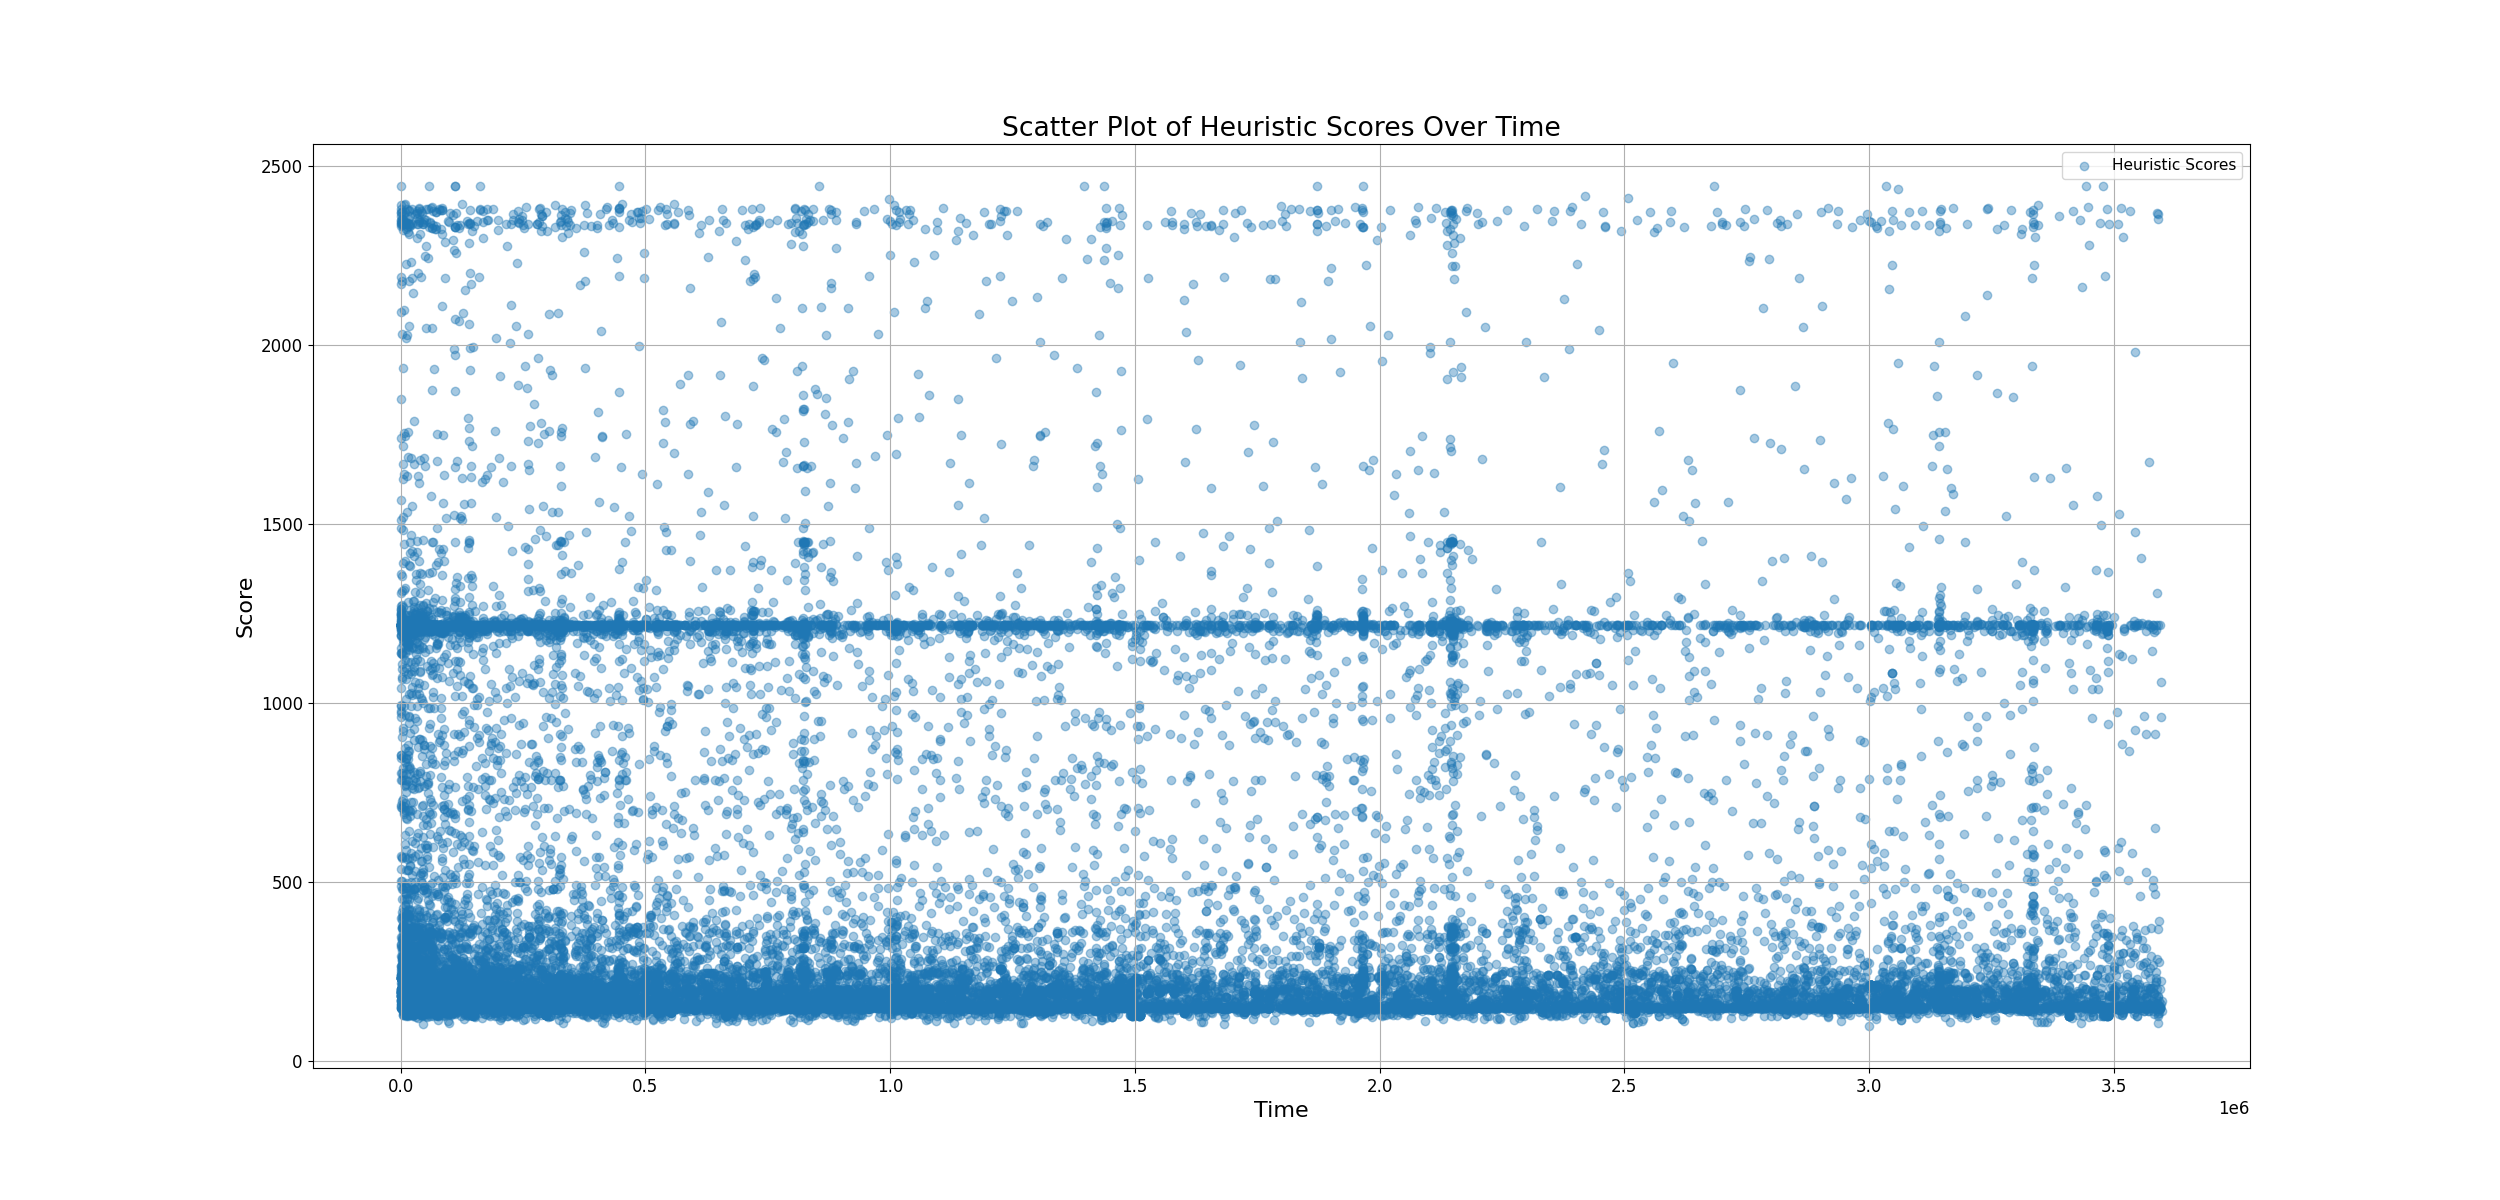 Scatter Plot of Heuristic Scores Over Time
Heuristic Scores
2500
2000
1500
1000
500
0
Score
0.0 0.5 1.0 1.5 2.0 2.5 3.0 3.5
1e6
Time